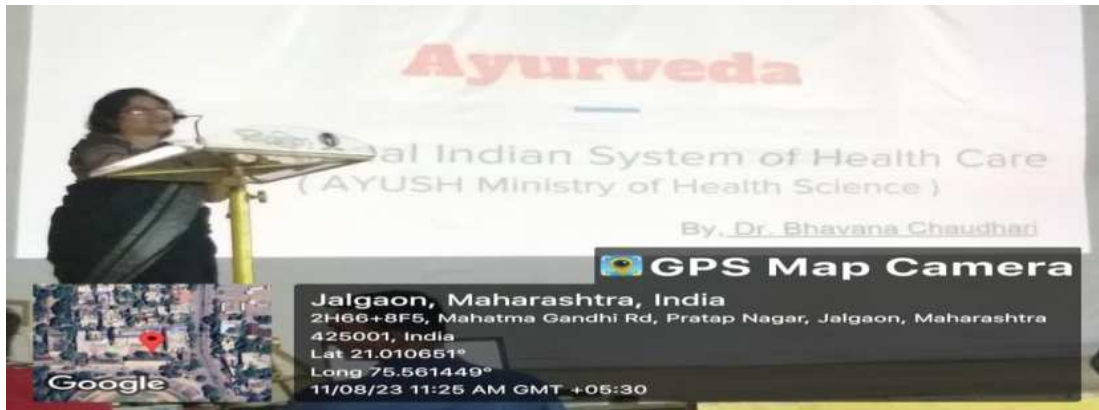 Ayurveda
al Indian System of Health Care
( AYUSH Ministry of Health Science )
By, Dr. Bhavana Chaudhari
GPS Map Camera
Jalgaon, Maharashtra, India
2H66+8F5, Mahatma Gandhi Rd, Pratap Nagar, Jalgaon, Maharashtra
425001, India
Lat 21.010651°
Long 75.561449°
11/08/23 11:25 AM GMT +05:30
Google